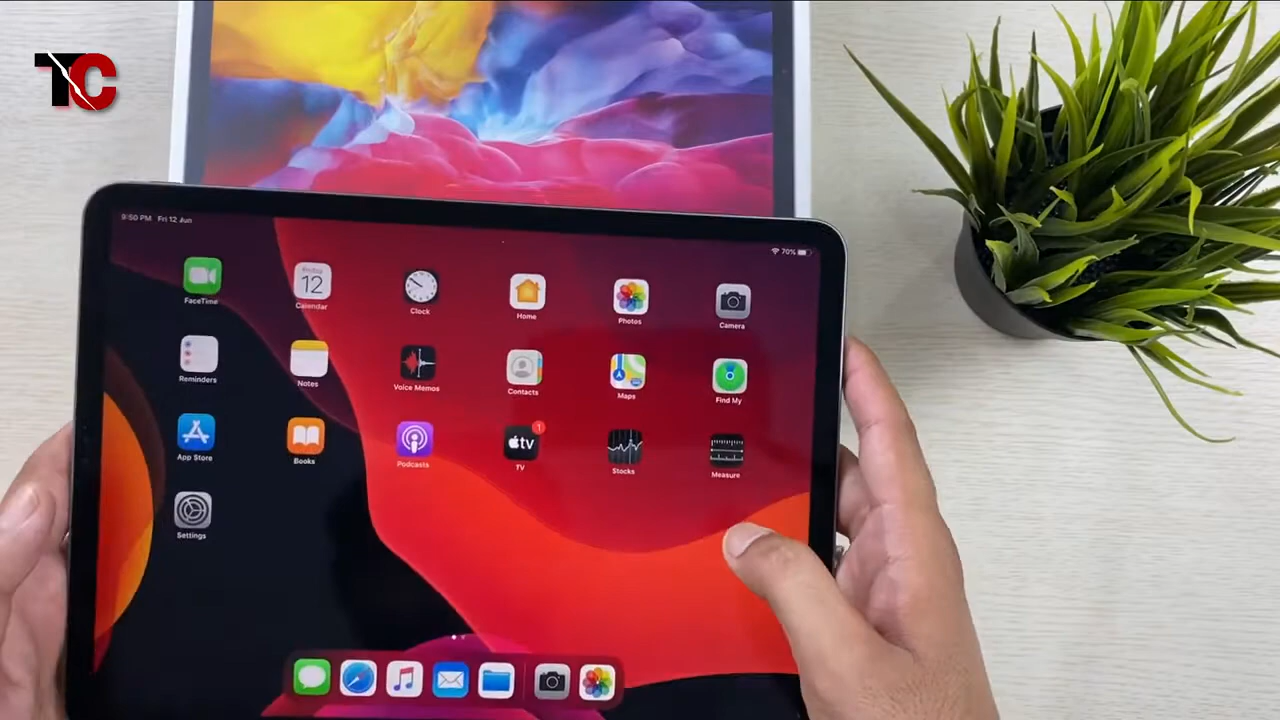 TC
9:50 PM Fri 12 Jun
70%
FaceTime
Friday
12
Calendar
Clock
Home
Photos
Camera
Reminders
Notes
Voice Memos
Contacts
Maps
Find My
App Store
Books
Podcasts
tv
1
TV
Stocks
Measure
Settings